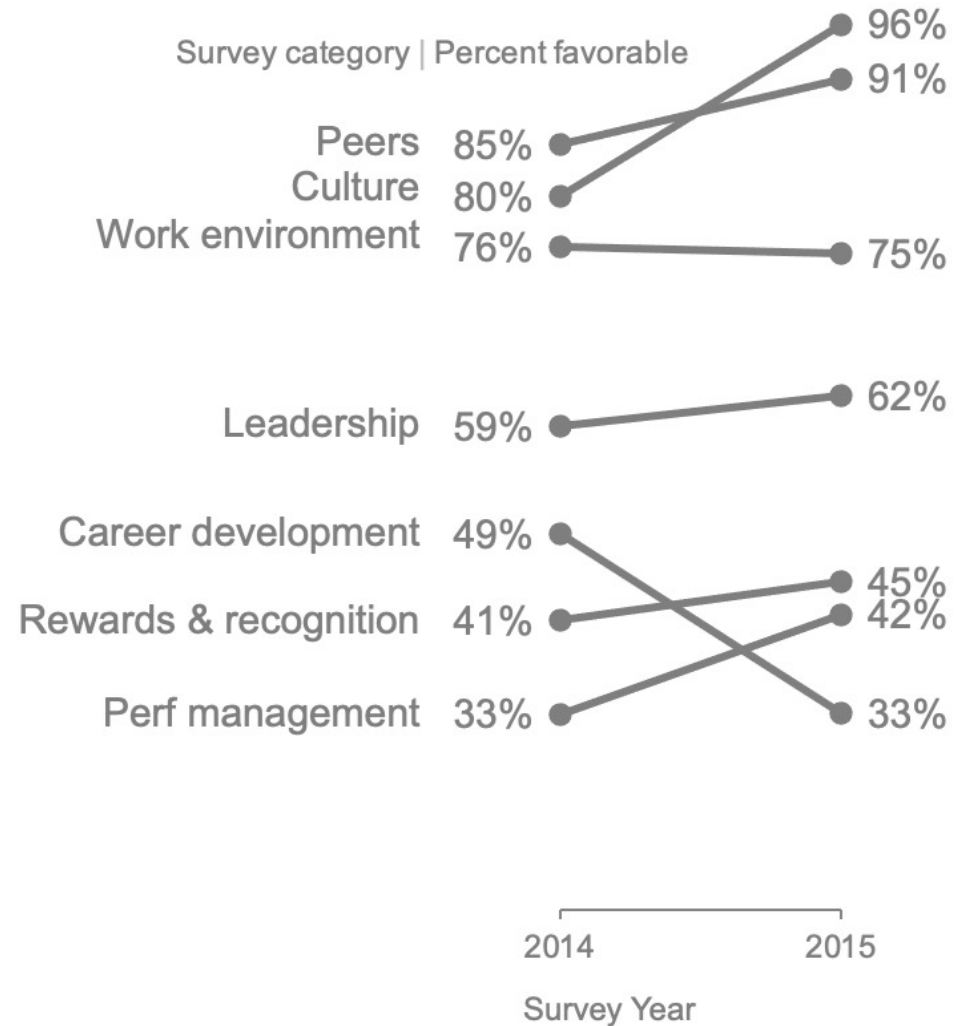 96%
Survey category | Percent favorable
91%
Peers 85%
Culture 80%
Work environment 76%
75%
62%
Leadership 59%
Career development 49%
45%
Rewards & recognition 41%
42%
Perf management 33%
33%
2014 2015
Survey Year